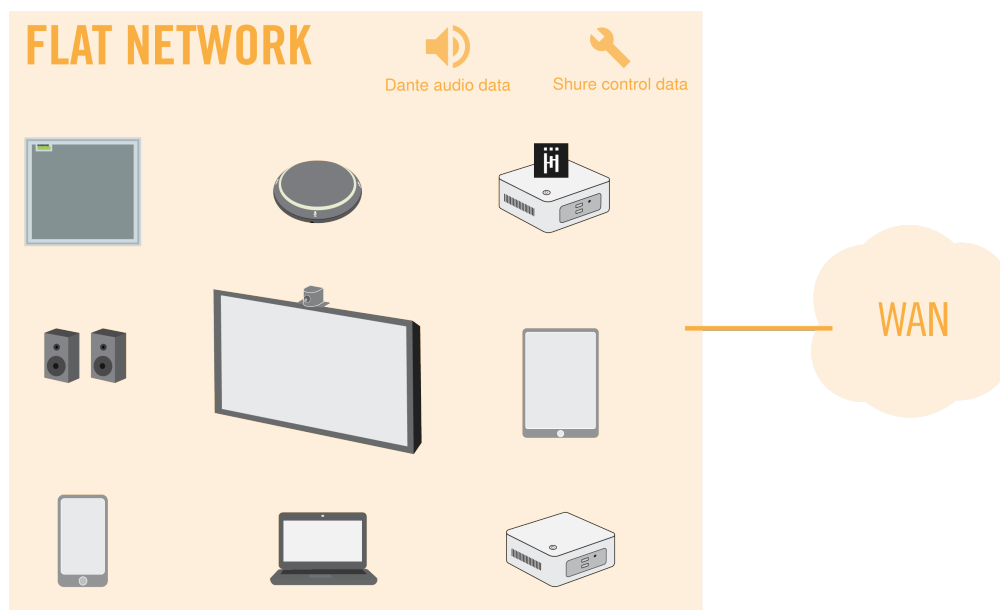 FLAT NETWORK
Dante audio data
Shure control data
WAN